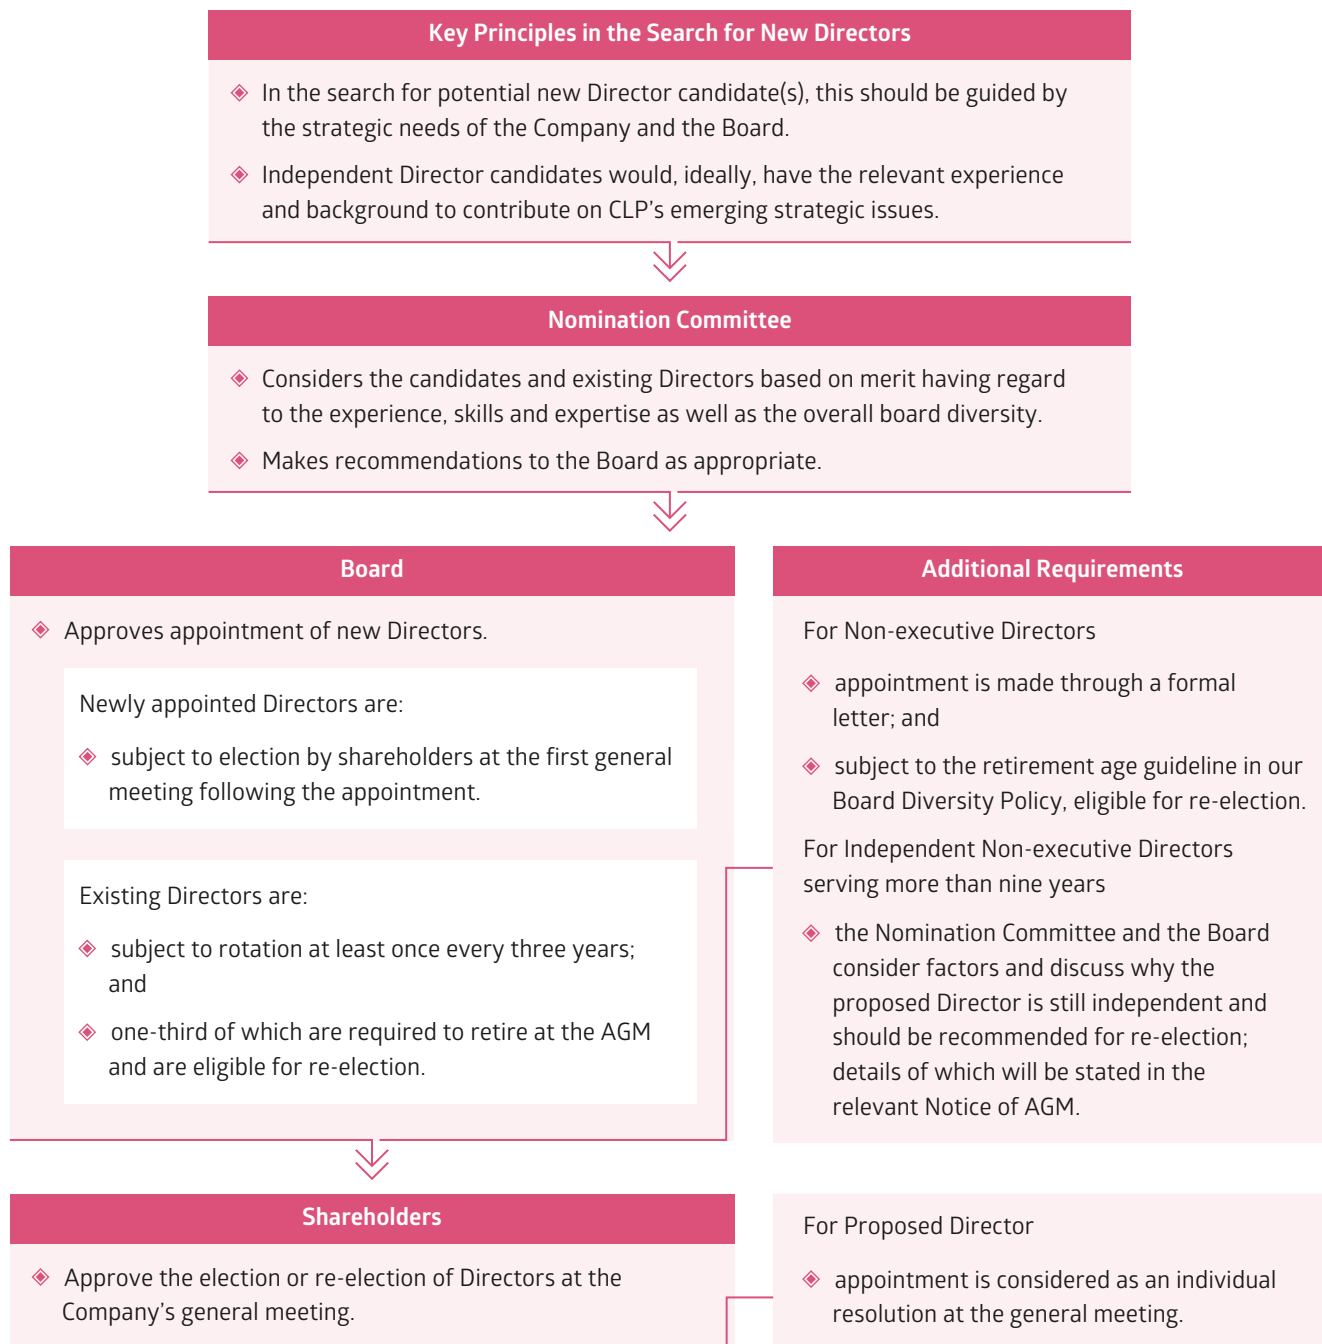 Key Principles in the Search for New Directors
In the search for potential new Director candidate(s), this should be guided by
the strategic needs of the Company and the Board.
Independent Director candidates would, ideally, have the relevant experience
and background to contribute on CLP’s emerging strategic issues.
Nomination Committee
Considers the candidates and existing Directors based on merit having regard
to the experience, skills and expertise as well as the overall board diversity.
Makes recommendations to the Board as appropriate.
Board
Approves appointment of new Directors.
Newly appointed Directors are:
subject to election by shareholders at the first general
meeting following the appointment.
Existing Directors are:
subject to rotation at least once every three years;
and
one-third of which are required to retire at the AGM
and are eligible for re-election.
Additional Requirements
For Non-executive Directors
appointment is made through a formal
letter; and
subject to the retirement age guideline in our
Board Diversity Policy, eligible for re-election.
For Independent Non-executive Directors
serving more than nine years
the Nomination Committee and the Board
consider factors and discuss why the
proposed Director is still independent and
should be recommended for re-election;
details of which will be stated in the
relevant Notice of AGM.
Shareholders
Approve the election or re-election of Directors at the
Company’s general meeting.
For Proposed Director
appointment is considered as an individual
resolution at the general meeting.